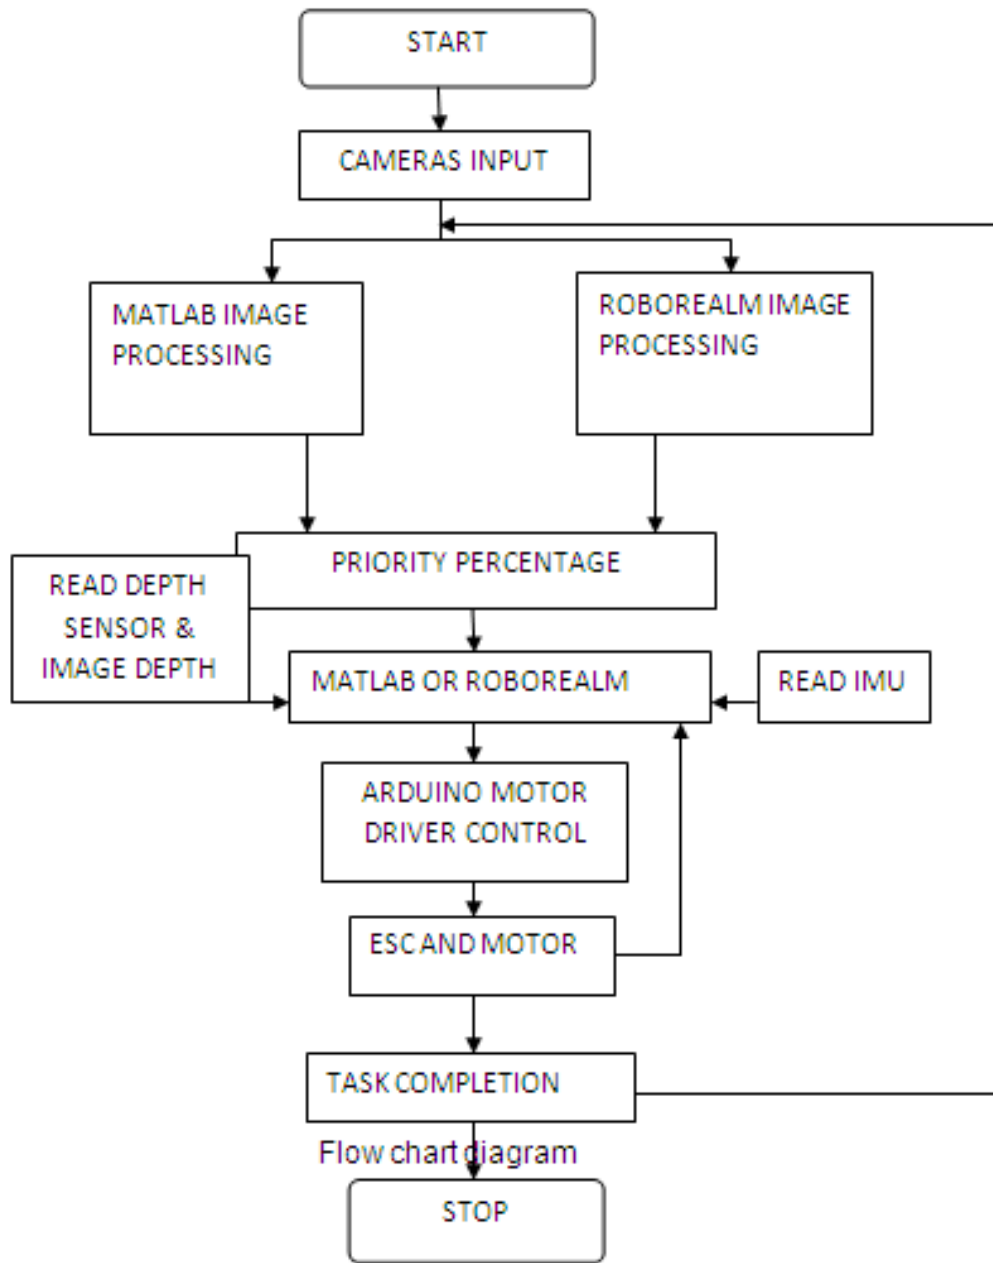 START
CAMERAS INPUT
MATLAB IMAGE
PROCESSING
ROBOREALM IMAGE
PROCESSING
PRIORITY PERCENTAGE
READ DEPTH
SENSOR &
IMAGE DEPTH
MATLAB OR ROBOREALM
READ IMU
ARDUINO MOTOR
DRIVER CONTROL
ESC AND MOTOR
TASK COMPLETION
Flow chart diagram
STOP